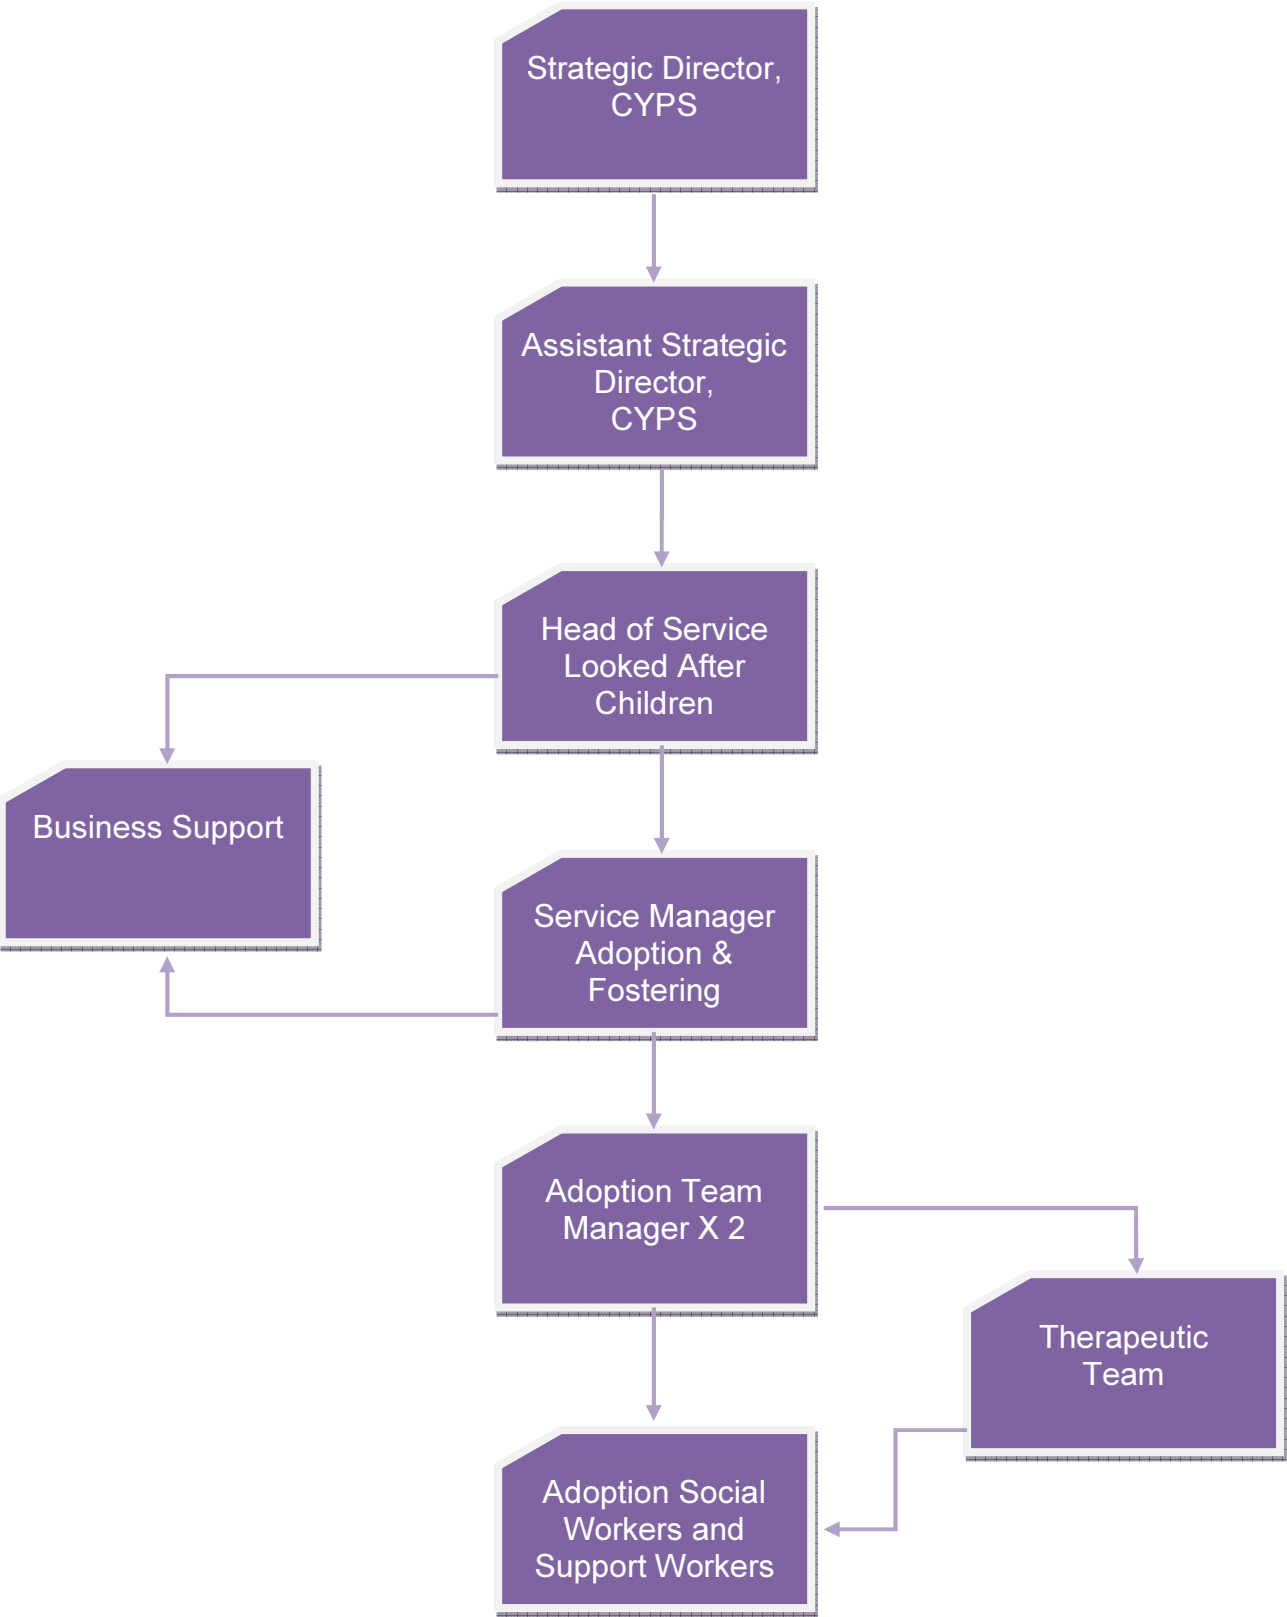 Strategic Director,
CYPS
Assistant Strategic
Director,
CYPS
Head of Service
Looked After
Children
Business Support
Service Manager
Adoption &
Fostering
Adoption Team
Manager X 2
Therapeutic
Team
Adoption Social
Workers and
Support Workers